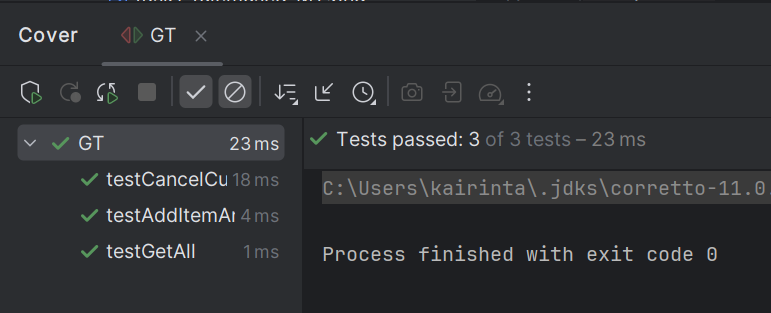 Cover GT
GT 23 ms
testCancelCu 18 ms
testAddItemAr 4 ms
testGetAll 1 ms
Tests passed: 3 of 3 tests – 23 ms
C:\Users\kairinta\.jdks\corretto-11.0.
Process finished with exit code 0